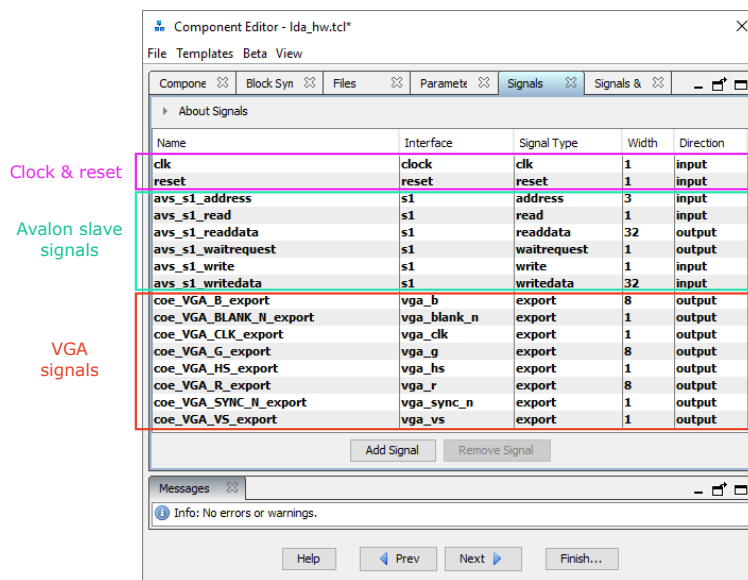 Component Editor - lda_hw.tcl*
File Templates Beta View
Compone Block Syn Files Paramete Signals Signals &
About Signals
Name Interface Signal Type Width Direction
Clock & reset
clk clock clk 1 input
reset reset reset 1 input
Avalon slave
signals
avs_s1_address s1 address 3 input
avs_s1_read s1 read 1 input
avs_s1_readdata s1 readdata 32 output
avs_s1_waitrequest s1 waitrequest 1 output
avs_s1_write s1 write 1 input
avs_s1_writedata s1 writedata 32 input
VGA
signals
coe_VGA_B_export vga_b export 8 output
coe_VGA_BLANK_N_export vga_blank_n export 1 output
coe_VGA_CLK_export vga_clk export 1 output
coe_VGA_G_export vga_g export 8 output
coe_VGA_HS_export vga_hs export 1 output
coe_VGA_R_export vga_r export 8 output
coe_VGA_SYNC_N_export vga_sync_n export 1 output
coe_VGA_VS_export vga_vs export 1 output
Add Signal Remove Signal
Messages
Info: No errors or warnings.
Help Prev Next Finish...